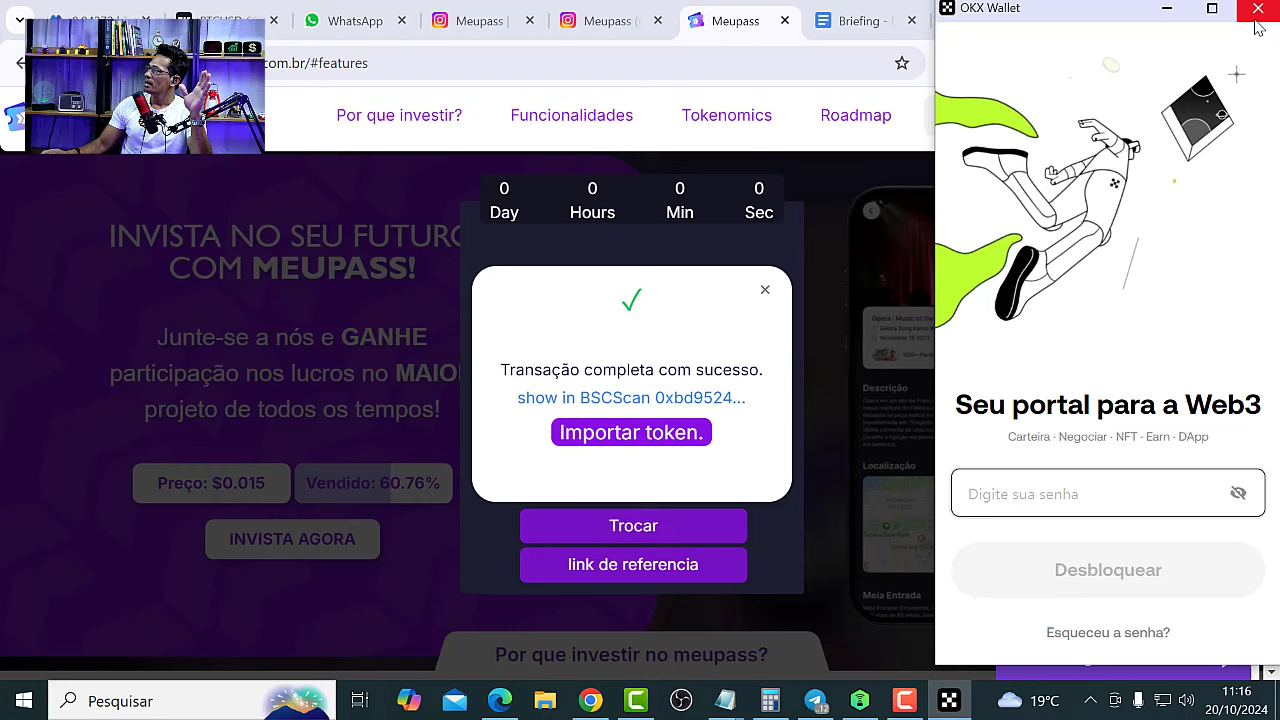 BTCUSD
WhatsApp
Meupass
Meupass (
Meupass
Briefing -
com.br/#features
Por que investir?
Funcionalidades
Tokenomics
Roadmap
INVISTA NO SEU FUTURO
COM MEUPASS!
Junte-se a nos e GANHE
participação nos lucros no MAIO
projeto de tokens
Preço: $0.015
Vendido: 60.76%
INVISTA AGORA
0 0 0 0
Day Hours Min Sec
×
✓
Transação completa com sucesso.
show in BSCScan 0xbd9524...
Importar token.
Trocar
link de referencia
Descrição
Localização
Meia Entrada
Por que investir no meupass?
OKX Wallet
Seu portal para a Web3
Carteira · Negociar · NFT · Earn · DApp
Digite sua senha
Desbloquear
Esqueceu a senha?
Pesquisar
19°C
11:16
20/10/2024